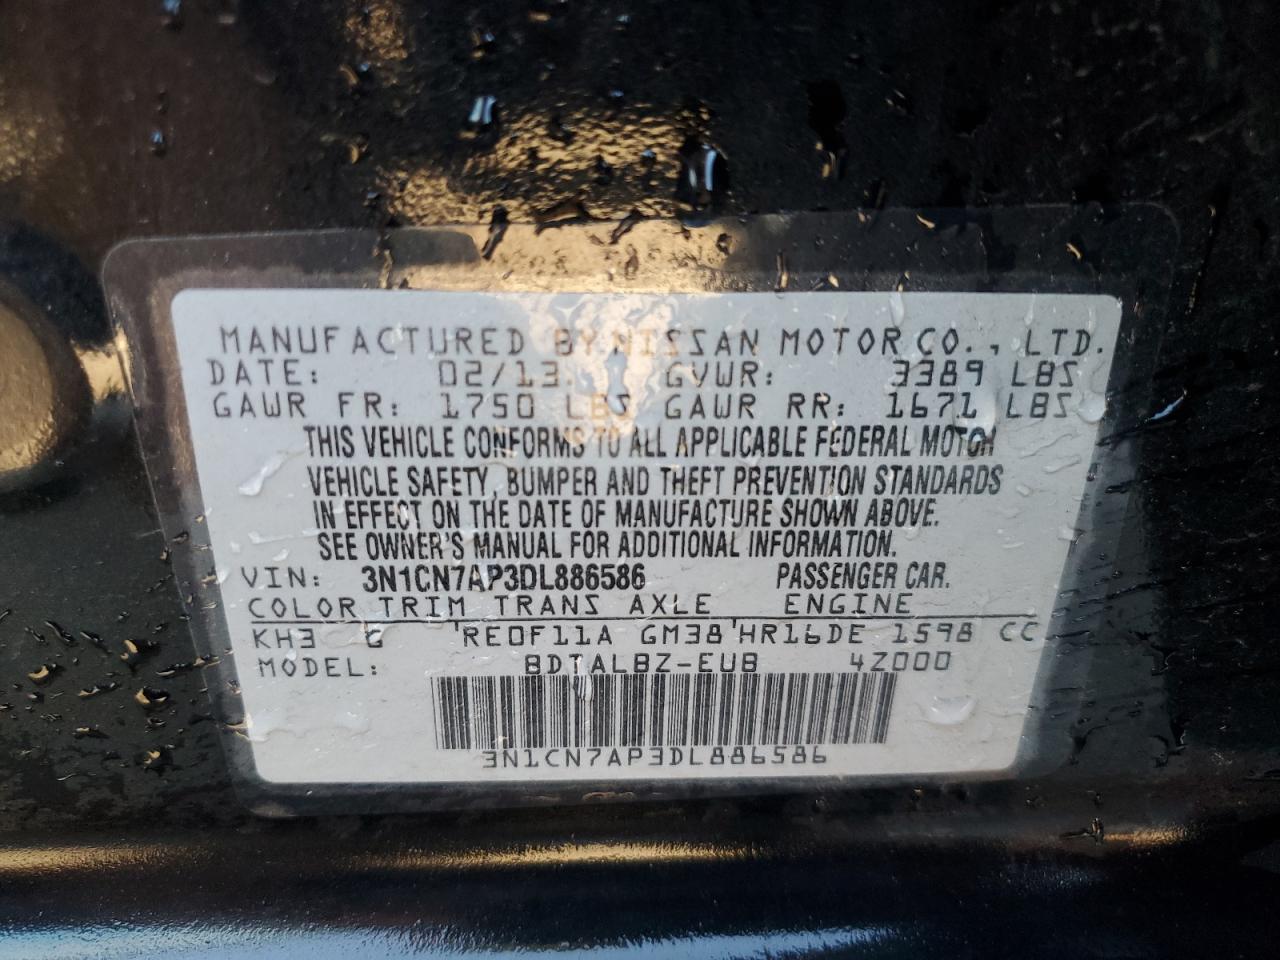 MANUFACTURED BY NISSAN MOTOR CO., LTD.
DATE: 02/13 GVWR: 3389 LBS
GAWR FR: 1750 LBS GAWR RR: 1671 LBS
THIS VEHICLE CONFORMS TO ALL APPLICABLE FEDERAL MOTOR
VEHICLE SAFETY, BUMPER AND THEFT PREVENTION STANDARDS
IN EFFECT ON THE DATE OF MANUFACTURE SHOWN ABOVE.
SEE OWNER'S MANUAL FOR ADDITIONAL INFORMATION.
VIN: 3N1CN7AP3DL886586 PASSENGER CAR.
COLOR TRIM TRANS AXLE ENGINE
KH3 G 'RE0F11A GM38'HR16DE 1598 CC
MODEL: BDTALBZ-EUB 4Z000
3N1CN7AP3DL886586